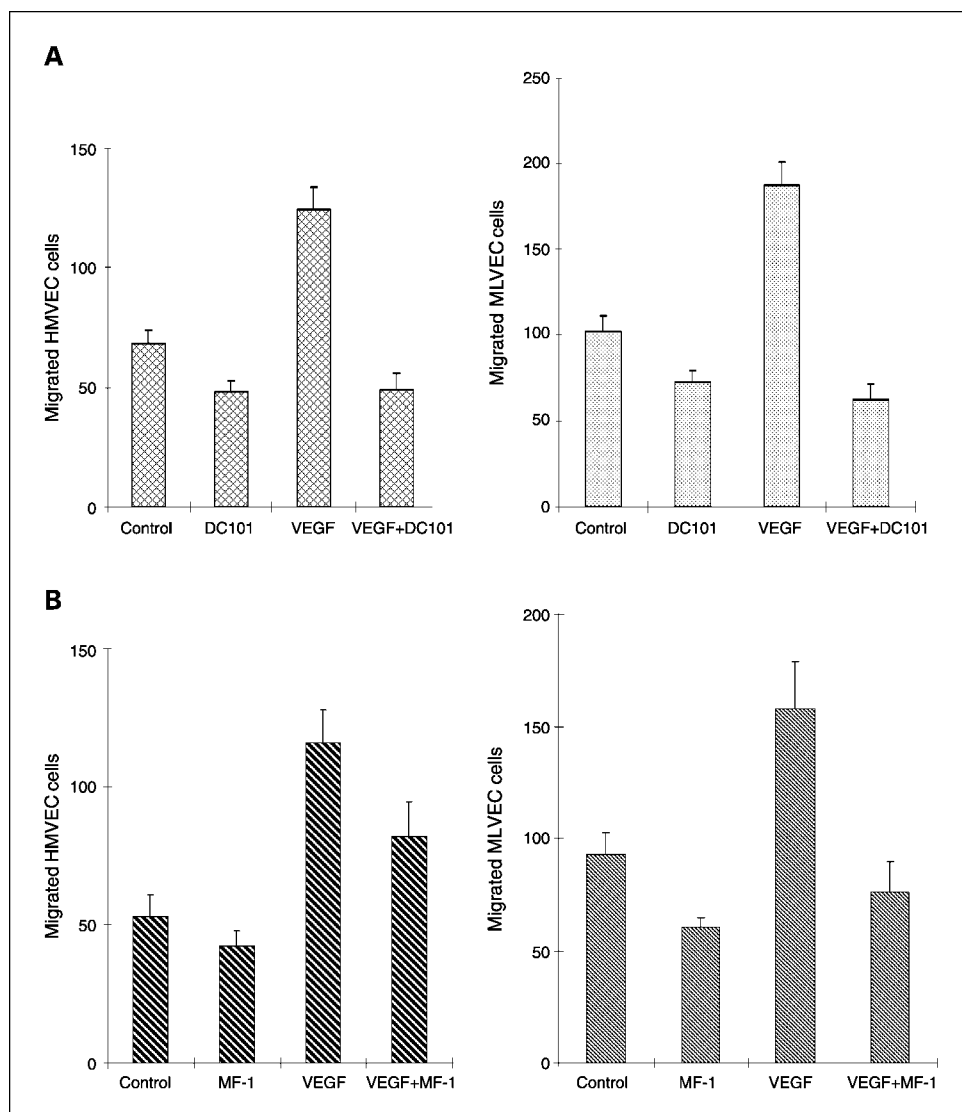 A
Migrated HMVEC cells
150
100
50
0
Control DC101 VEGF VEGF+DC101
Migrated MLVEC cells
250
200
150
100
50
0
Control DC101 VEGF VEGF+DC101
B
Migrated HMVEC cells
150
100
50
0
Control MF-1 VEGF VEGF+MF-1
Migrated MLVEC cells
200
150
100
50
0
Control MF-1 VEGF VEGF+MF-1